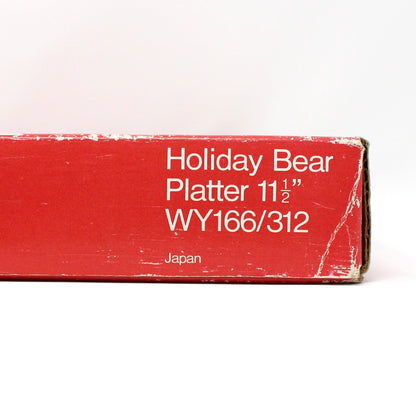 Holiday Bear
Platter 11½”
WY166/312
Japan